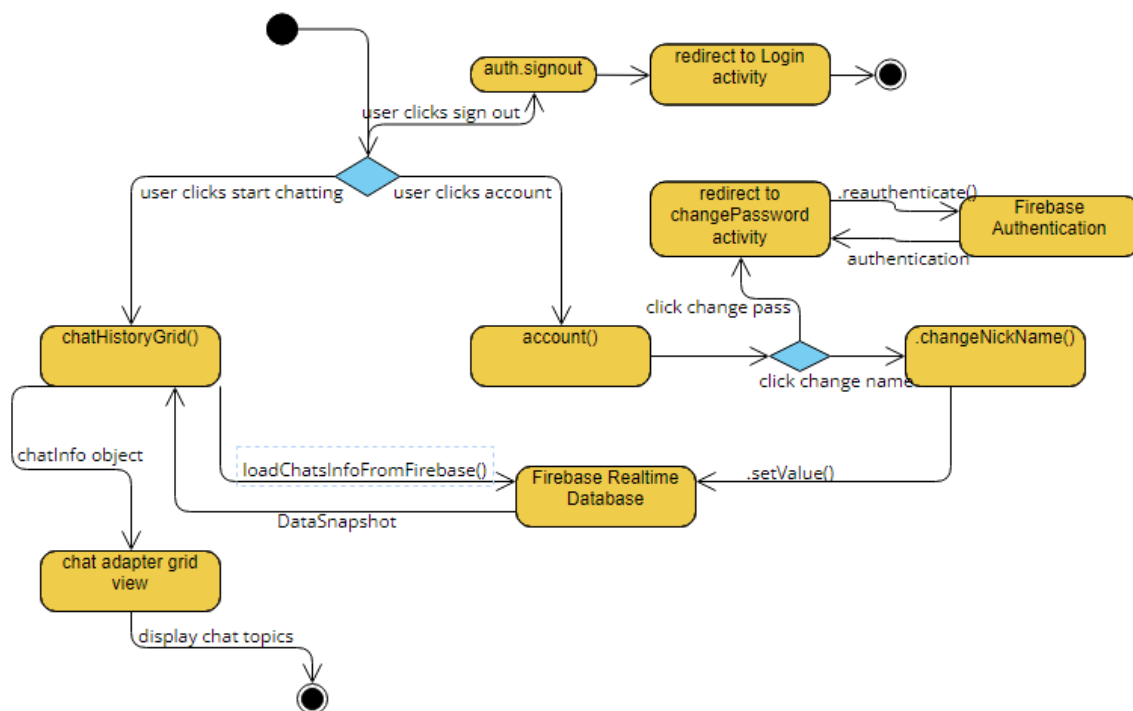 auth.signout
redirect to Login
activity
user clicks sign out
user clicks start chatting
user clicks account
redirect to
changePassword
activity
.reauthenticate()
Firebase
Authentication
authentication
click change pass
chatHistoryGrid()
account()
.changeNickName()
click change name
chatInfo object
loadChatsInfoFromFirebase()
Firebase Realtime
Database
.setValue()
DataSnapshot
chat adapter grid
view
display chat topics